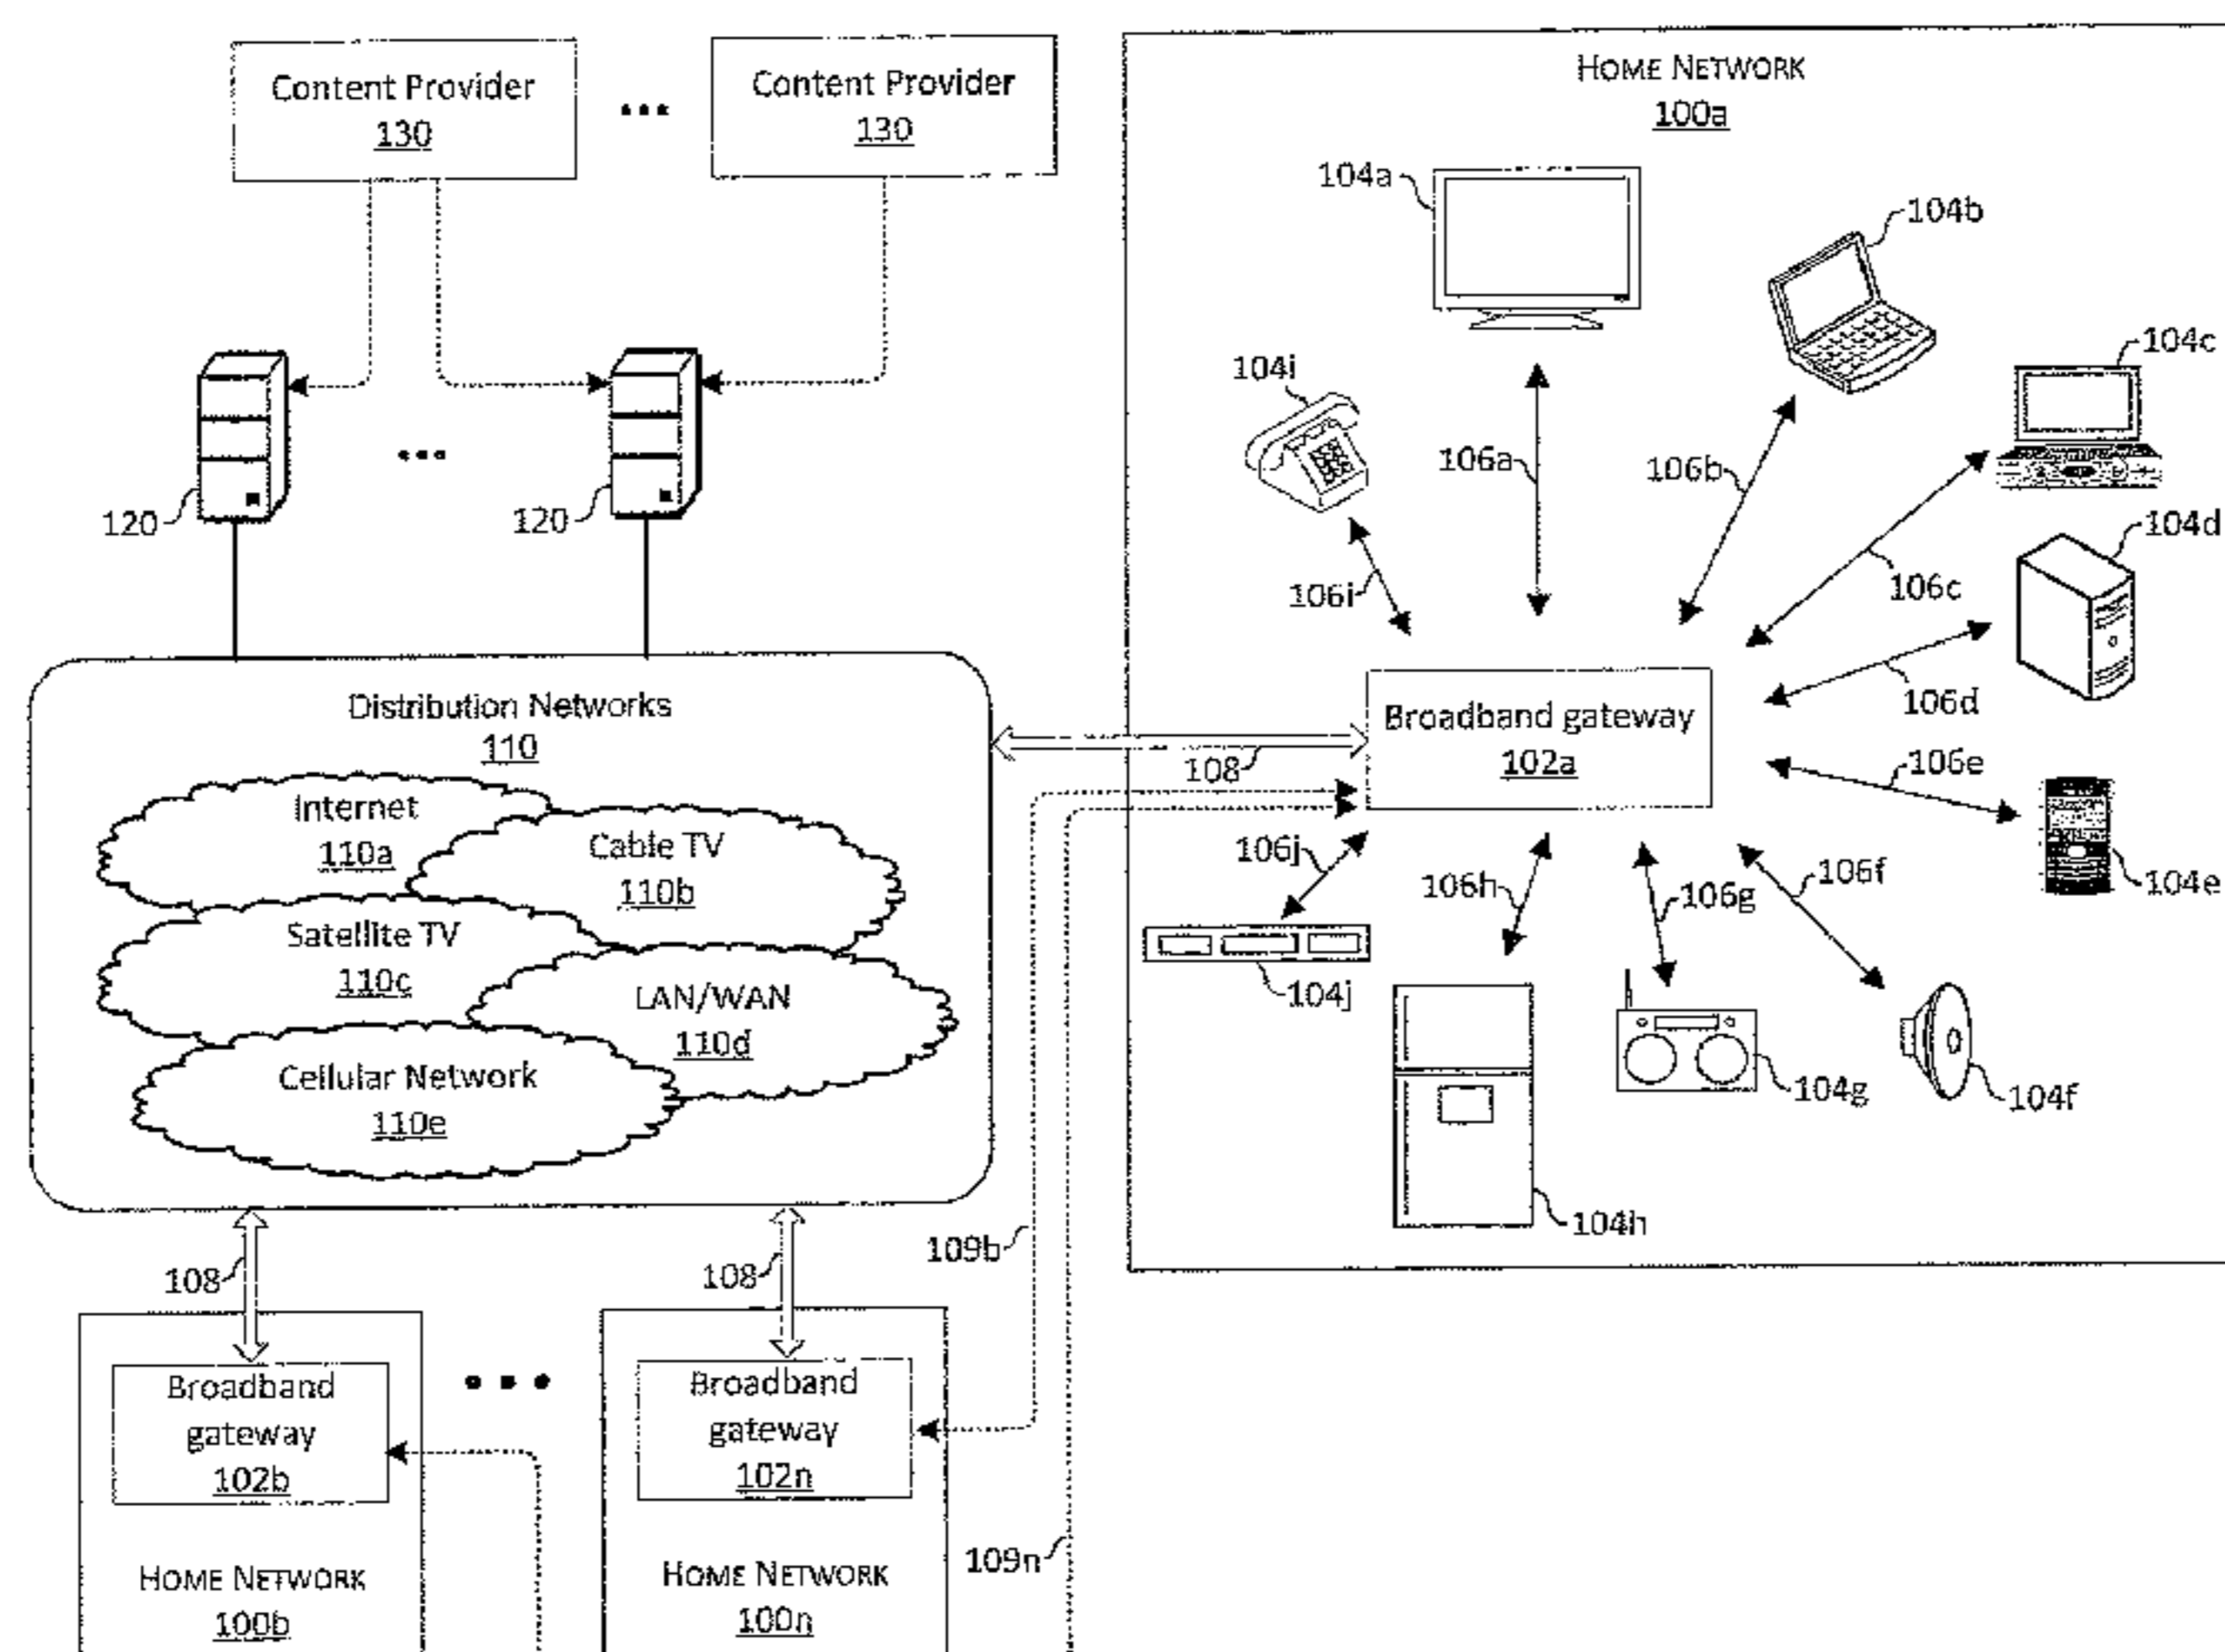 Content Provider
130
...
Content Provider
130
120
...
120
Distribution Networks
110
Internet
110a
Cable TV
110b
Satellite TV
110c
LAN/WAN
110d
Cellular Network
110e
108
108
Broadband
gateway
102b
HOME NETWORK
100b
...
Broadband
gateway
102n
HOME NETWORK
100n
109b
109n
108
HOME NETWORK
100a
104a
104b
104c
104i
106a
106b
104d
106i
106c
106d
Broadband gateway
102a
106e
106j
106h
106g
106f
104e
104j
104g
104f
104h